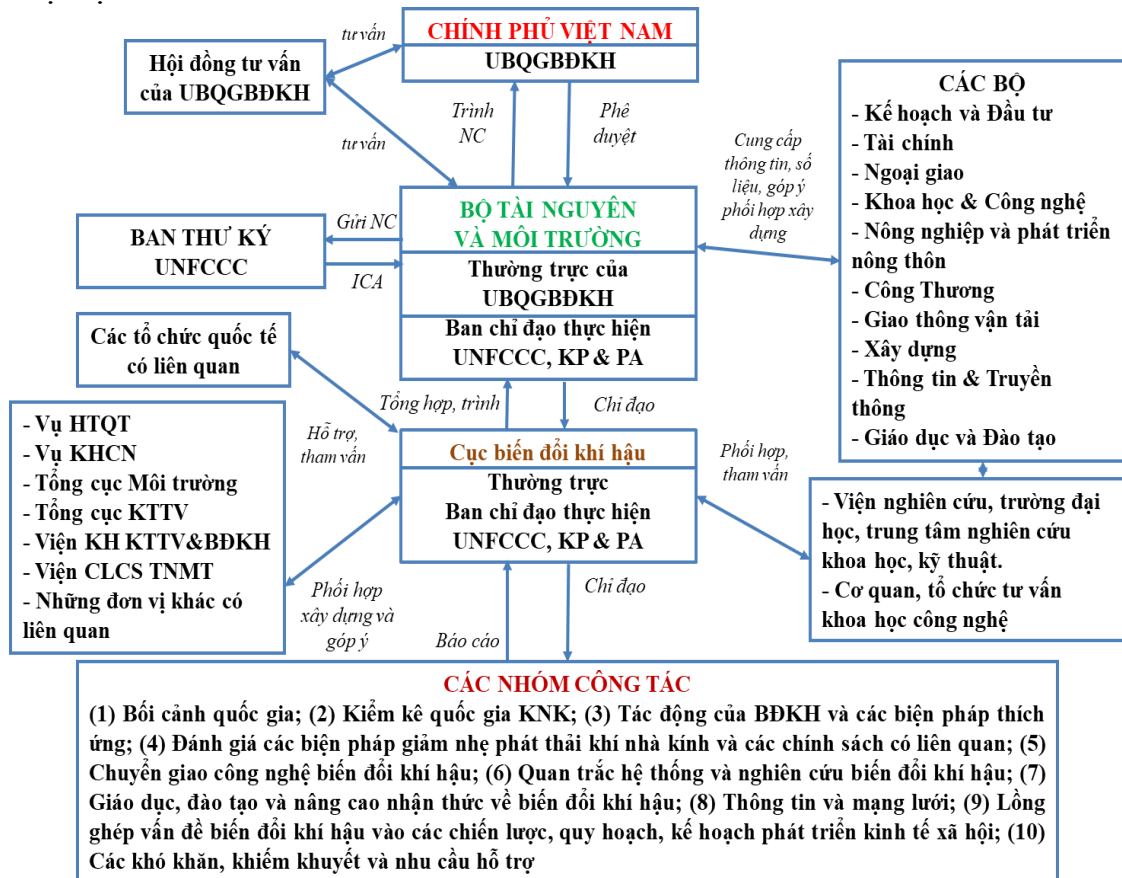 CHÍNH PHỦ VIỆT NAM
UBQGBĐKH
tư vấn
Hội đồng tư vấn
của UBQGBĐKH
tư vấn
Trình
NC
Phê
duyệt
CÁC BỘ
- Kế hoạch và Đầu tư
- Tài chính
- Ngoại giao
- Khoa học & Công nghệ
- Nông nghiệp và phát triển
nông thôn
- Công Thương
- Giao thông vận tải
- Xây dựng
- Thông tin & Truyền
thông
- Giáo dục và Đào tạo
Cung cấp
thông tin, số
liệu, góp ý
phối hợp xây
dựng
BỘ TÀI NGUYÊN
VÀ MÔI TRƯỜNG
Thường trực của
UBQGBĐKH
Ban chỉ đạo thực hiện
UNFCCC, KP & PA
Gửi NC
BAN THƯ KÝ
UNFCCC
ICA
Các tổ chức quốc tế
có liên quan
Tổng hợp, trình
Chỉ đạo
Hỗ trợ,
tham vấn
- Vụ HTQT
- Vụ KHCN
- Tổng cục Môi trường
- Tổng cục KTTV
- Viện KH KTTV&BĐKH
- Viện CLCS TNMT
- Những đơn vị khác có
liên quan
Cục biến đổi khí hậu
Thường trực
Ban chỉ đạo thực hiện
UNFCCC, KP & PA
Phối hợp,
tham vấn
- Viện nghiên cứu, trường đại
học, trung tâm nghiên cứu
khoa học, kỹ thuật.
- Cơ quan, tổ chức tư vấn
khoa học công nghệ
Phối hợp
xây dựng và
góp ý
Báo cáo
Chỉ đạo
CÁC NHÓM CÔNG TÁC
(1) Bối cảnh quốc gia; (2) Kiểm kê quốc gia KNK; (3) Tác động của BĐKH và các biện pháp thích
ứng; (4) Đánh giá các biện pháp giảm nhẹ phát thải khí nhà kính và các chính sách có liên quan; (5)
Chuyển giao công nghệ biến đổi khí hậu; (6) Quan trắc hệ thống và nghiên cứu biến đổi khí hậu; (7)
Giáo dục, đào tạo và nâng cao nhận thức về biến đổi khí hậu; (8) Thông tin và mạng lưới; (9) Lồng
ghép vấn đề biến đổi khí hậu vào các chiến lược, quy hoạch, kế hoạch phát triển kinh tế xã hội; (10)
Các khó khăn, khiếm khuyết và nhu cầu hỗ trợ